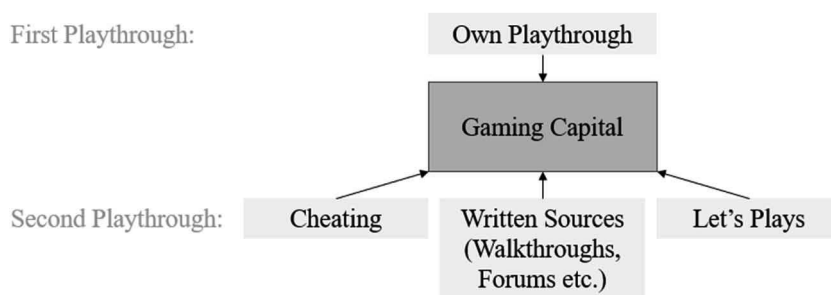 First Playthrough:
Own Playthrough
Gaming Capital
Second Playthrough:
Cheating
Written Sources
(Walkthroughs,
Forums etc.)
Let’s Plays